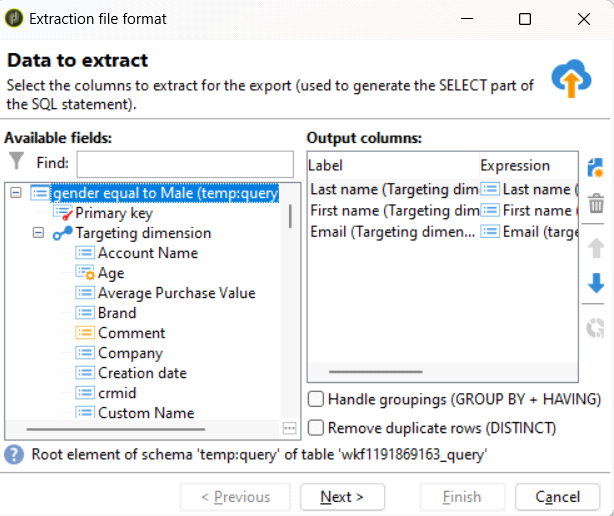 Extraction file format
Data to extract
Select the columns to extract for the export (used to generate the SELECT part of
the SQL statement).
Available fields:
Find:
gender equal to Male (temp:query
Primary key
Targeting dimension
Account Name
Age
Average Purchase Value
Brand
Comment
Company
Creation date
crmid
Custom Name
Output columns:
Label Expression
Last name (Targeting dim Last name (
First name (Targeting dim First name (
Email (Targeting dimen... Email (targe
Handle groupings (GROUP BY + HAVING)
Remove duplicate rows (DISTINCT)
Root element of schema 'temp:query' of table 'wkf1191869163_query'
< Previous Next > Finish Cancel